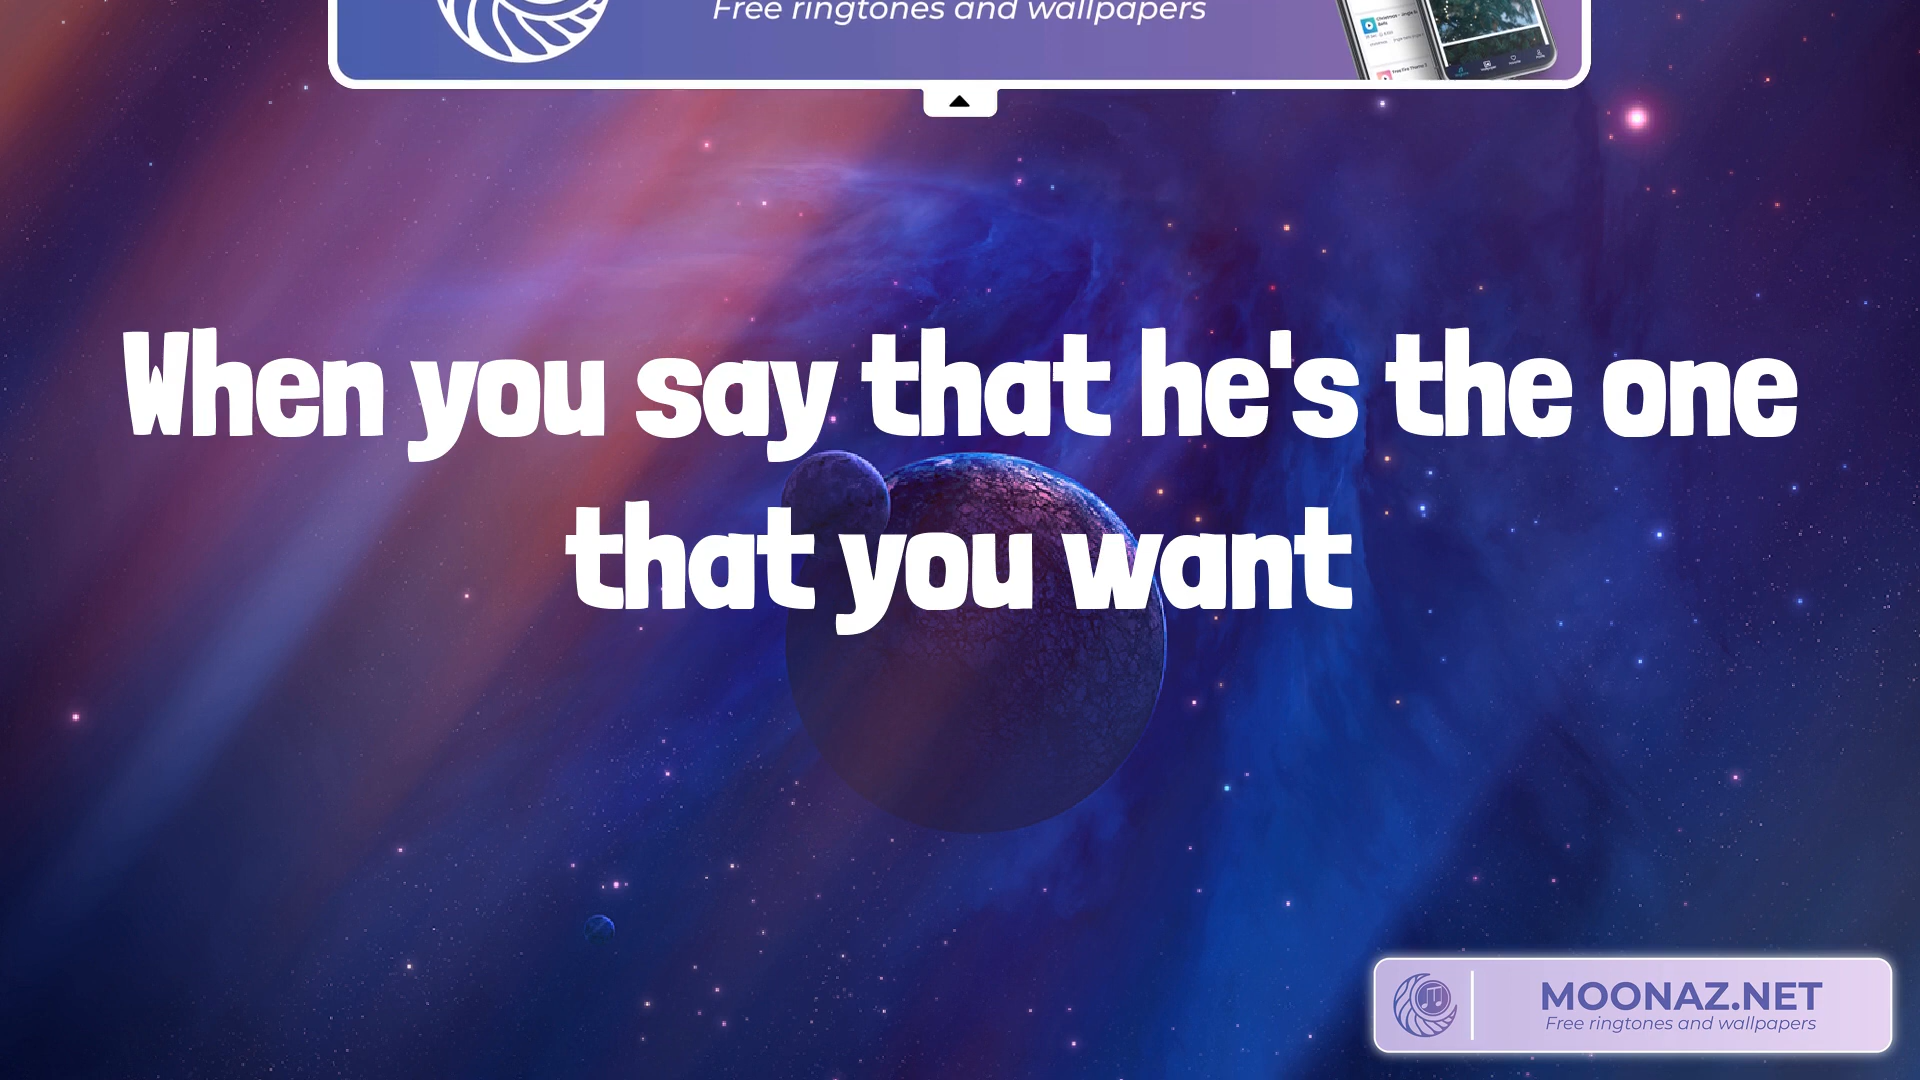 Free ringtones and wallpapers
When you say that he's the one
that you want
MOONAZ.NET
Free ringtones and wallpapers